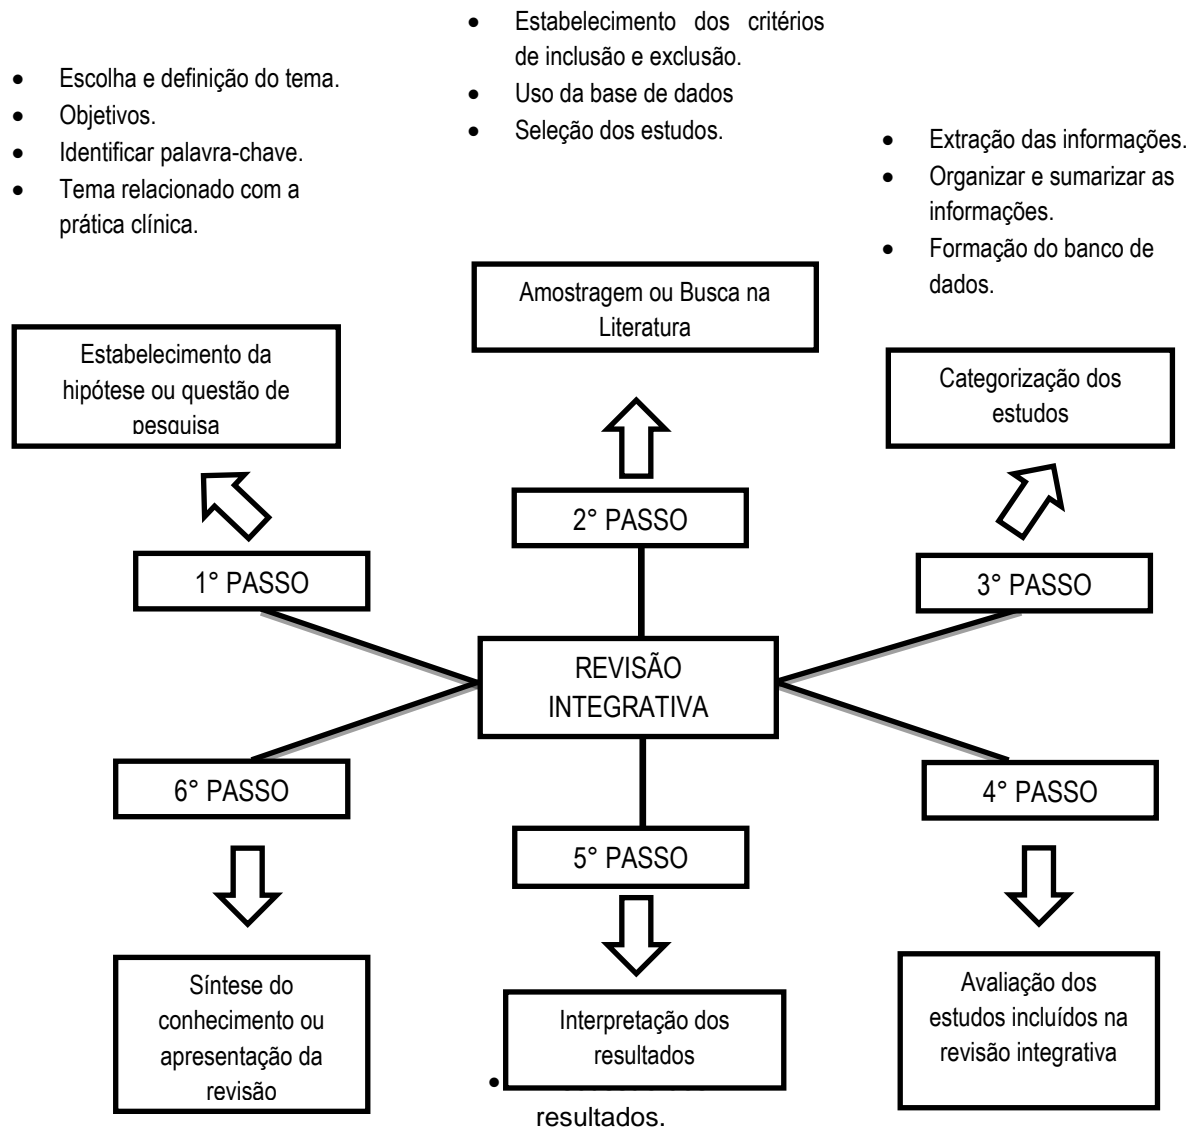 • Escolha e definição do tema.
• Objetivos.
• Identificar palavra-chave.
• Tema relacionado com a
prática clínica.
• Estabelecimento dos critérios
de inclusão e exclusão.
• Uso da base de dados
• Seleção dos estudos.
• Extração das informações.
• Organizar e sumarizar as
informações.
• Formação do banco de
dados.
Estabelecimento da
hipótese ou questão de
pesquisa
Amostragem ou Busca na
Literatura
Categorização dos
estudos
1° PASSO
2° PASSO
3° PASSO
REVISÃO
INTEGRATIVA
6° PASSO
5° PASSO
4° PASSO
Síntese do
conhecimento ou
apresentação da
revisão
Interpretação dos
resultados
•
resultados.
Avaliação dos
estudos incluídos na
revisão integrativa